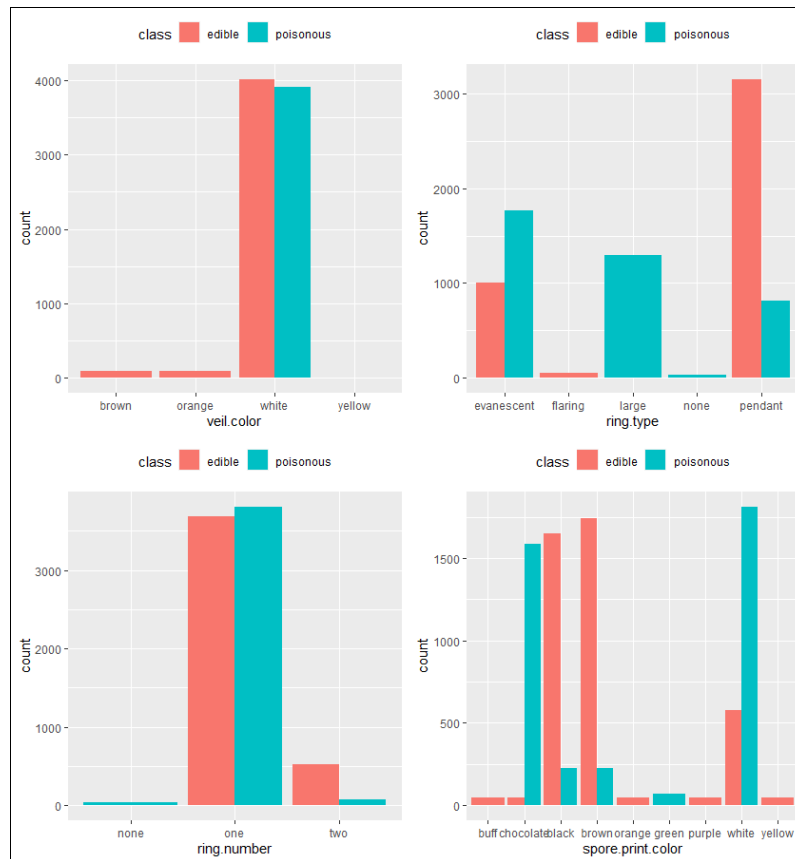 class edible poisonous
4000
3000
2000
1000
0
count
brown orange white yellow
veil.color
class edible poisonous
3000
2000
1000
0
count
evanescent flaring large none pendant
ring.type
class edible poisonous
3000
2000
1000
0
count
none one two
ring.number
class edible poisonous
1500
1000
500
0
count
buff chocolate black brown orange green purple white yellow
spore.print.color